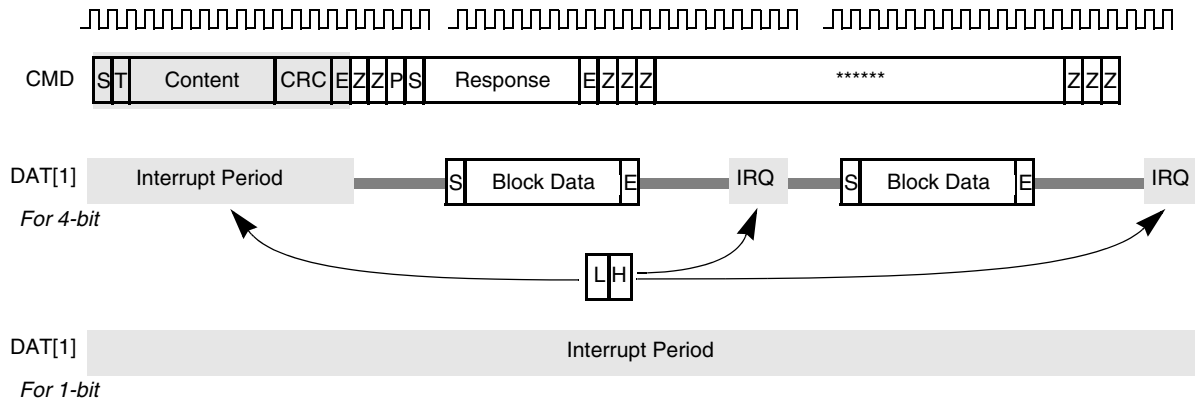 CMD S T Content CRC E Z Z P S Response E Z Z Z ****** Z Z Z
DAT[1] Interrupt Period S Block Data E IRQ S Block Data E IRQ
For 4-bit
L H
DAT[1] Interrupt Period
For 1-bit